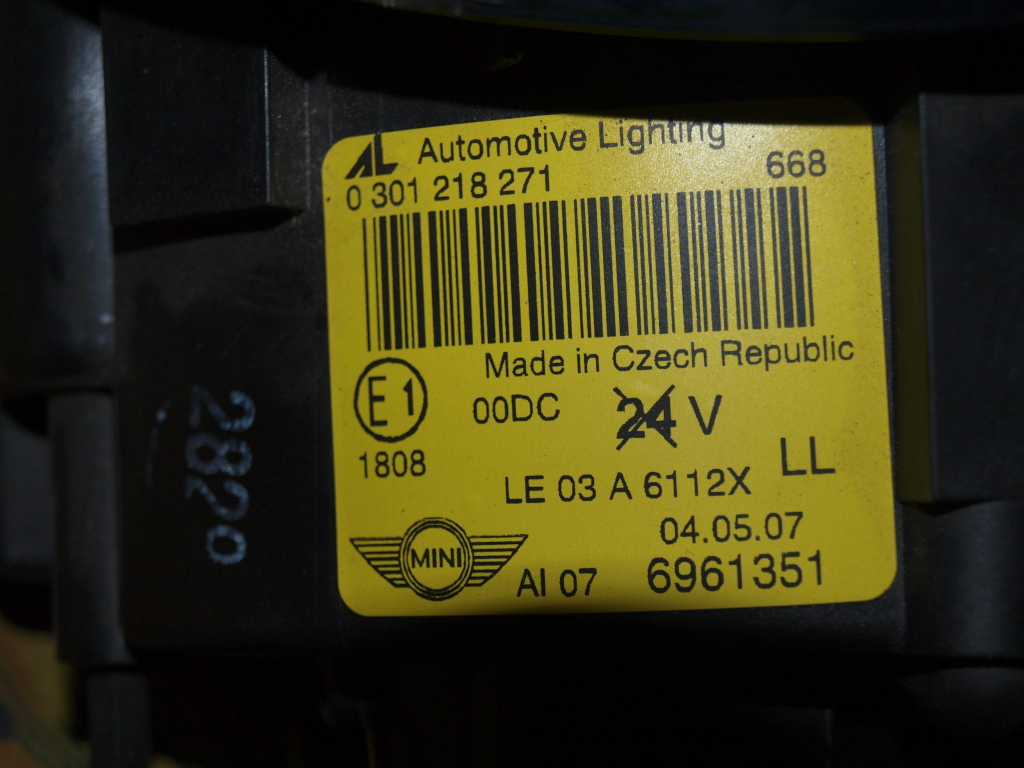 AL Automotive Lighting
0 301 218 271 668
Made in Czech Republic
E1 00DC 24 V
1808 LL
LE 03 A 6112X
04.05.07
MINI AI 07 6961351
2820